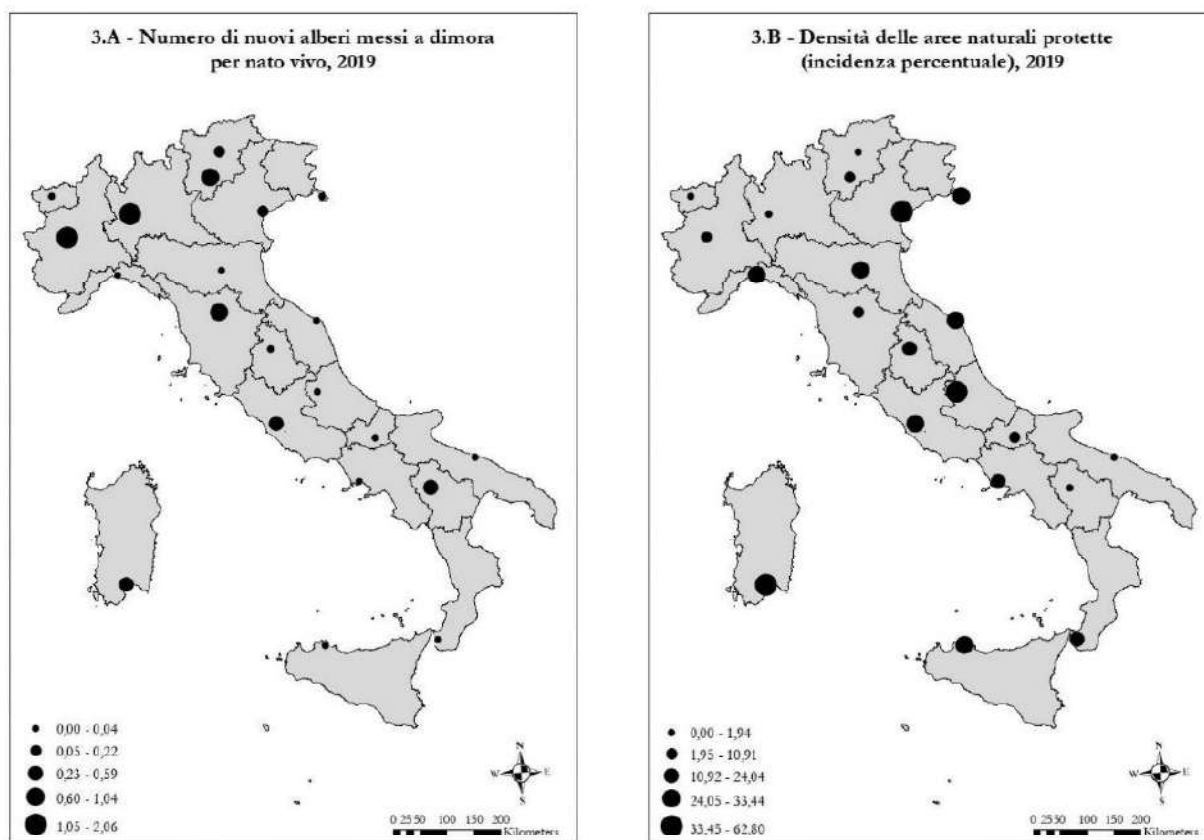 3.A - Numero di nuovi alberi messi a dimora
per nato vivo, 2019
N
W
E
S
0,00 - 0,04
0,05 - 0,22
0,23 - 0,59
0,60 - 1,04
1,05 - 2,06
0 25 50 100 150 200
Kilometers
3.B - Densità delle aree naturali protette
(incidenza percentuale), 2019
N
W
E
S
0,00 - 1,94
1,95 - 10,91
10,92 - 24,04
24,05 - 33,44
33,45 - 62,80
0 25 50 100 150 200
Kilometers